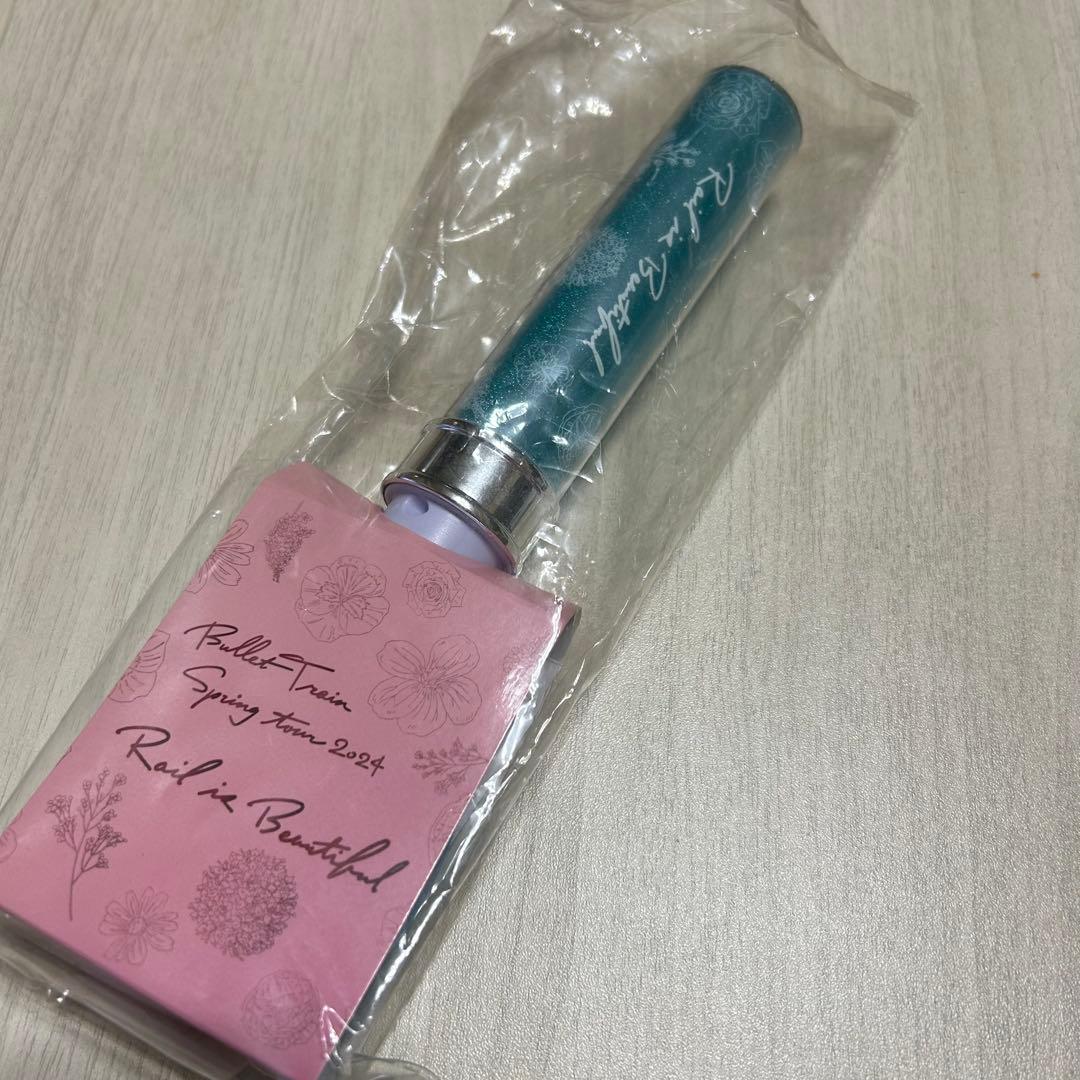 Rail is Beautiful
Bullet Train
Spring tour 2024
Rail is Beautiful